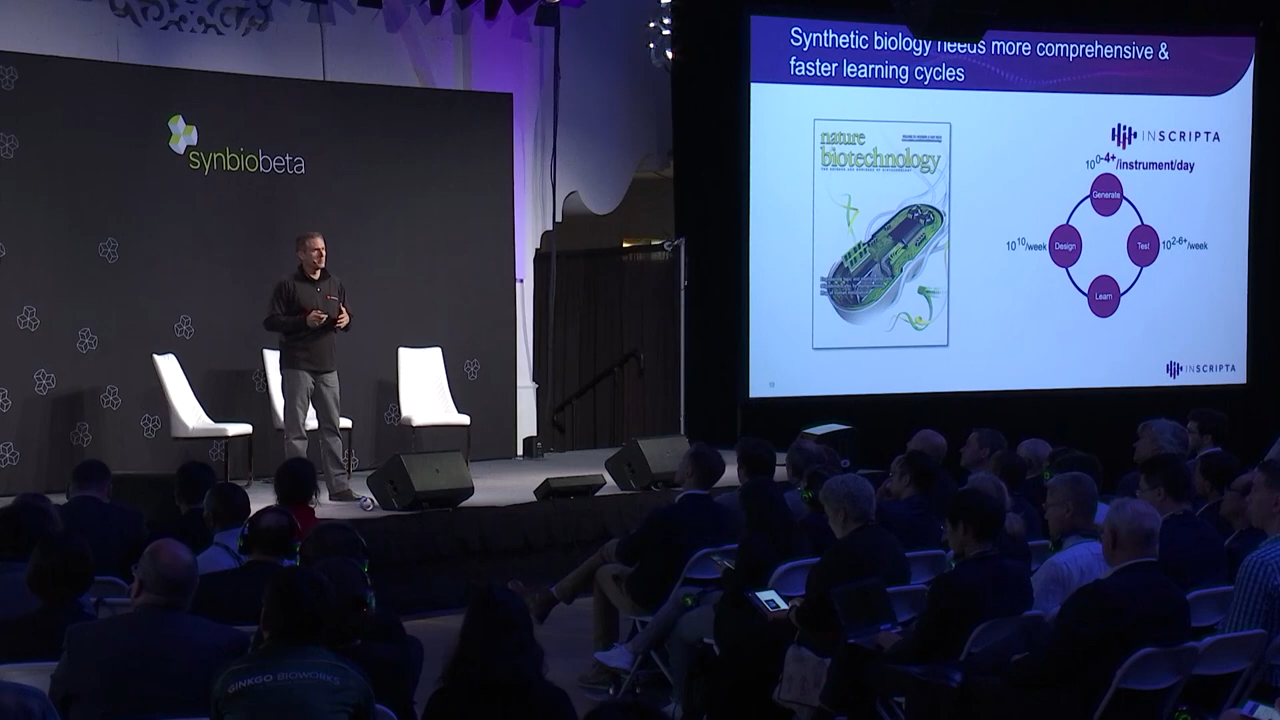 synbiobeta
Synthetic biology needs more comprehensive &
faster learning cycles
nature
biotechnology
INSCRIPTA
10^0-4+/instrument/day
Generate
10^10/week
Design
Test
10^2-6+/week
Learn
INSCRIPTA
GINKGO BIOWORKS